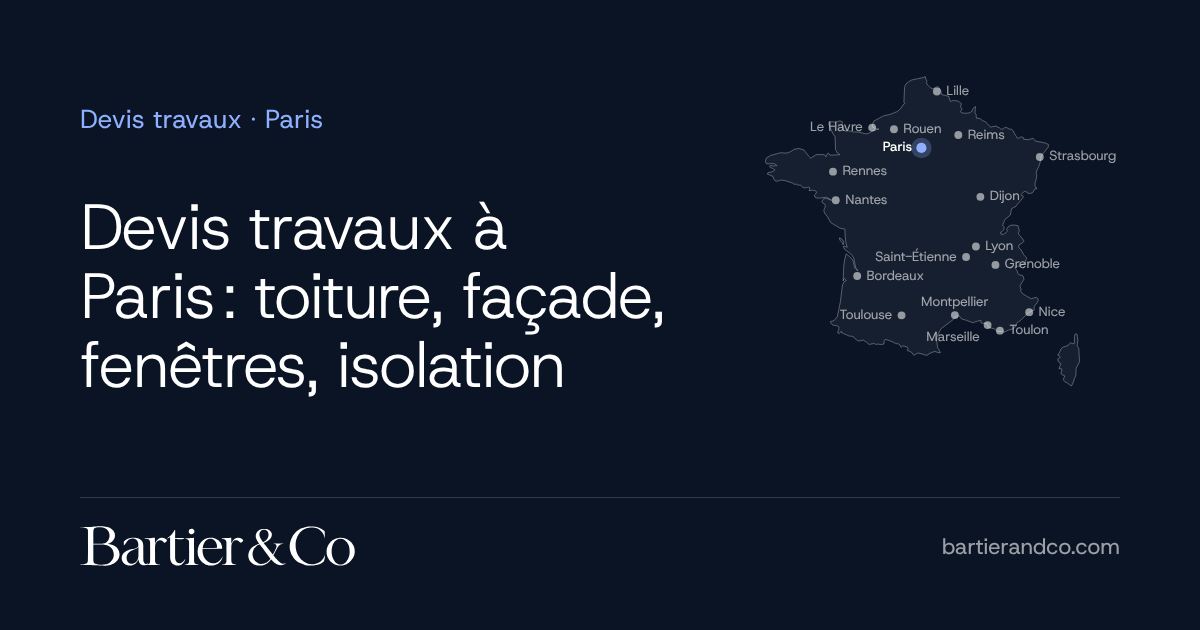 Devis travaux · Paris
Devis travaux à
Paris : toiture, façade,
fenêtres, isolation
Lille
Le Havre
Rouen
Reims
Paris
Strasbourg
Rennes
Nantes
Dijon
Lyon
Saint-Étienne
Grenoble
Bordeaux
Montpellier
Toulouse
Nice
Toulon
Marseille
Bartier & Co
bartierandco.com